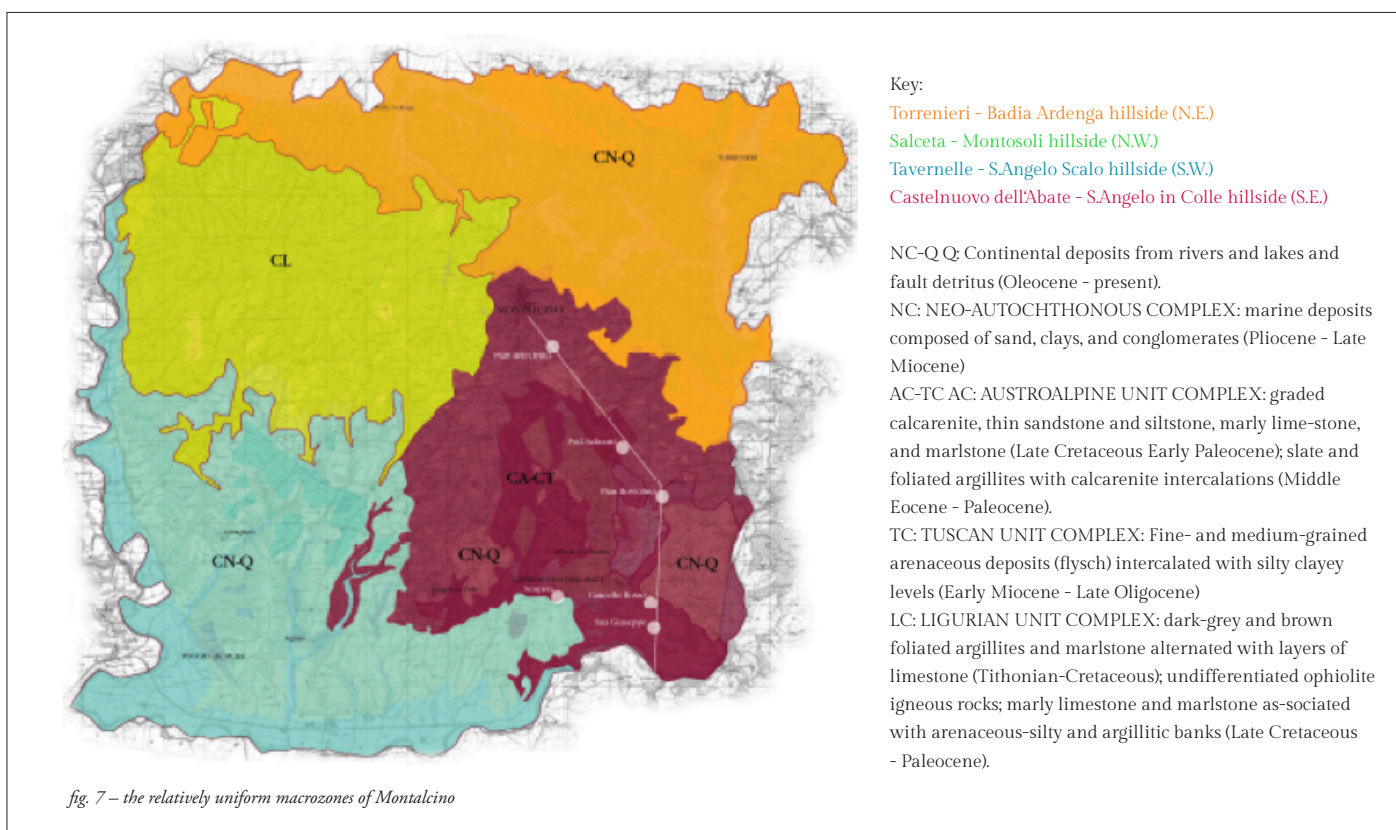 CN-Q
TORRENIERI
CL
MONTALCINO
CA-CT
CN-Q
CN-Q
CN-Q
San Giuseppe
Key:
Torrenieri - Badia Ardenga hillside (N.E.)
Salceta - Montosoli hillside (N.W.)
Tavernelle - S.Angelo Scalo hillside (S.W.)
Castelnuovo dell'Abate - S.Angelo in Colle hillside (S.E.)
NC-Q Q: Continental deposits from rivers and lakes and
fault detritus (Oleocene - present).
NC: NEO-AUTOCHTHONOUS COMPLEX: marine deposits
composed of sand, clays, and conglomerates (Pliocene - Late
Miocene)
AC-TC AC: AUSTROALPINE UNIT COMPLEX: graded
calcarenite, thin sandstone and siltstone, marly lime-stone,
and marlstone (Late Cretaceous Early Paleocene); slate and
foliated argillites with calcarenite intercalations (Middle
Eocene - Paleocene).
TC: TUSCAN UNIT COMPLEX: Fine- and medium-grained
arenaceous deposits (flysch) intercalated with silty clayey
levels (Early Miocene - Late Oligocene)
LC: LIGURIAN UNIT COMPLEX: dark-grey and brown
foliated argillites and marlstone alternated with layers of
limestone (Tithonian-Cretaceous); undifferentiated ophiolite
igneous rocks; marly limestone and marlstone as-sociated
with arenaceous-silty and argillitic banks (Late Cretaceous
- Paleocene).
fig. 7 – the relatively uniform macrozones of Montalcino